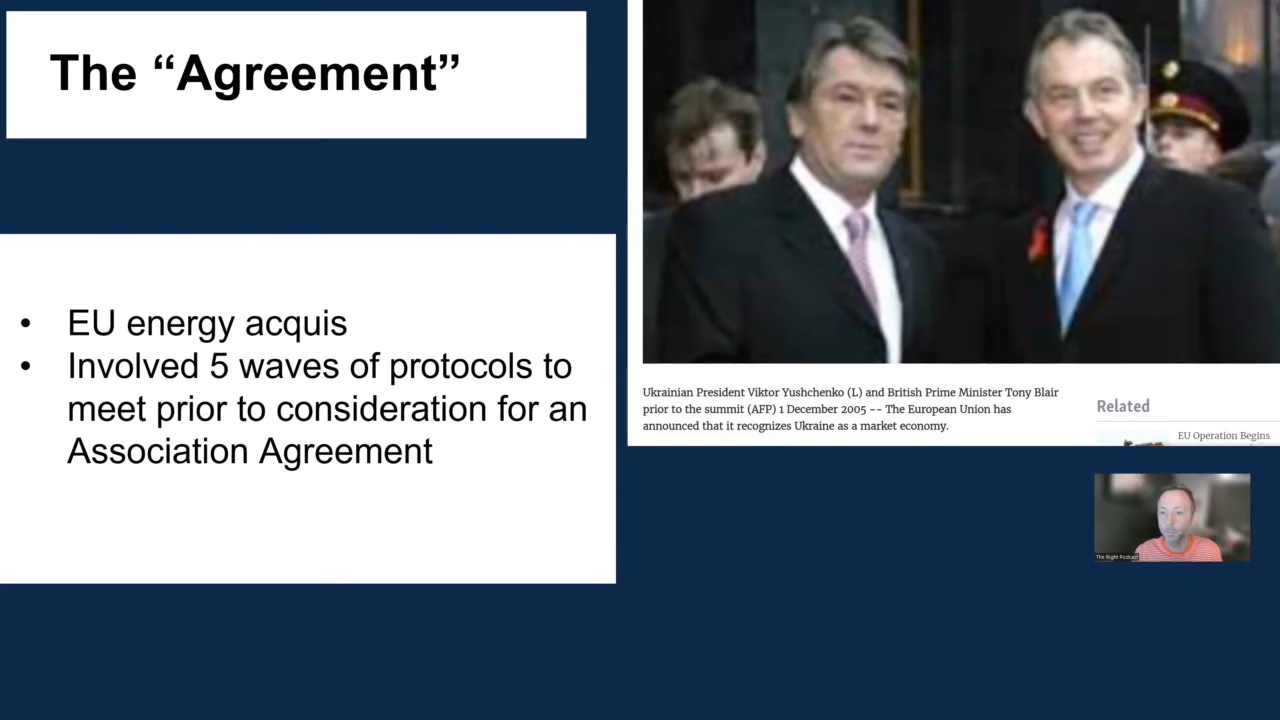 The “Agreement”
• EU energy acquis
• Involved 5 waves of protocols to
meet prior to consideration for an
Association Agreement
Ukrainian President Viktor Yushchenko (L) and British Prime Minister Tony Blair
prior to the summit (AFP) 1 December 2005 -- The European Union has
announced that it recognizes Ukraine as a market economy.
Related
EU Operation Begins
The Right Podcast